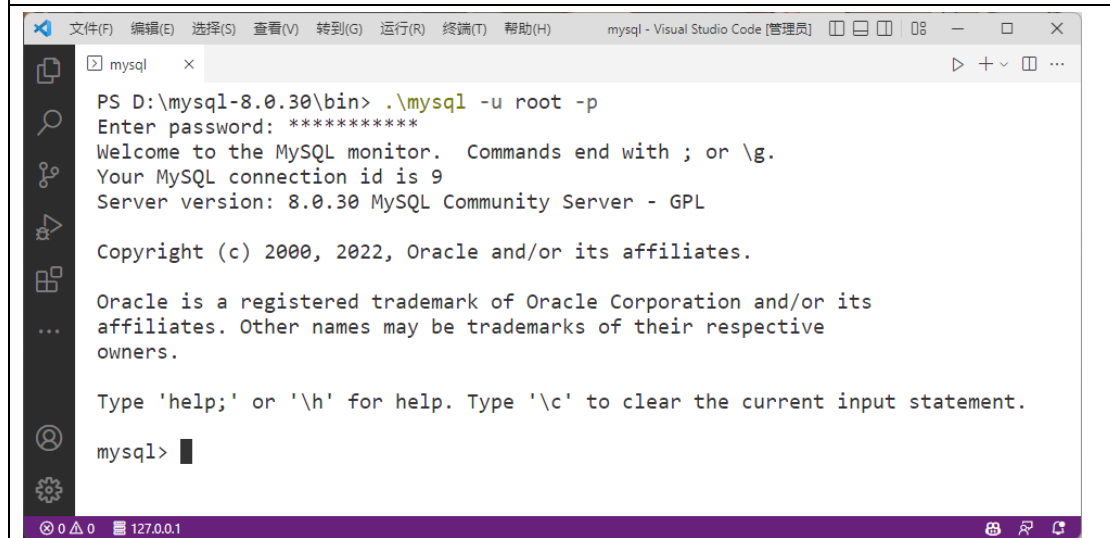 文件(F) 编辑(E) 选择(S) 查看(V) 转到(G) 运行(R) 终端(T) 帮助(H) mysql - Visual Studio Code [管理员]
mysql
PS D:\mysql-8.0.30\bin> .\mysql -u root -p
Enter password: ***********
Welcome to the MySQL monitor.  Commands end with ; or \g.
Your MySQL connection id is 9
Server version: 8.0.30 MySQL Community Server - GPL
Copyright (c) 2000, 2022, Oracle and/or its affiliates.
Oracle is a registered trademark of Oracle Corporation and/or its
affiliates. Other names may be trademarks of their respective
owners.
Type 'help;' or '\h' for help. Type '\c' to clear the current input statement.
mysql>
0 0 127.0.0.1